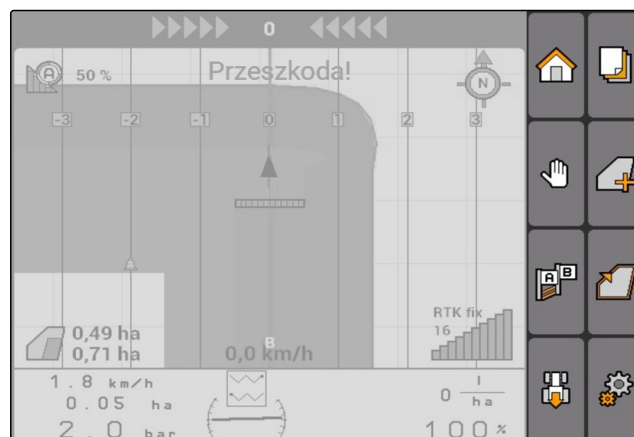 0
A 50 % Przeszkoda! N
-3 -2 -1 0 1 2 3
A B
RTK fix
16
0,49 ha
0,71 ha
B
0,0 km/h
1.8 km/h
0.05 ha
2.0 bar
0 l/ha
100%